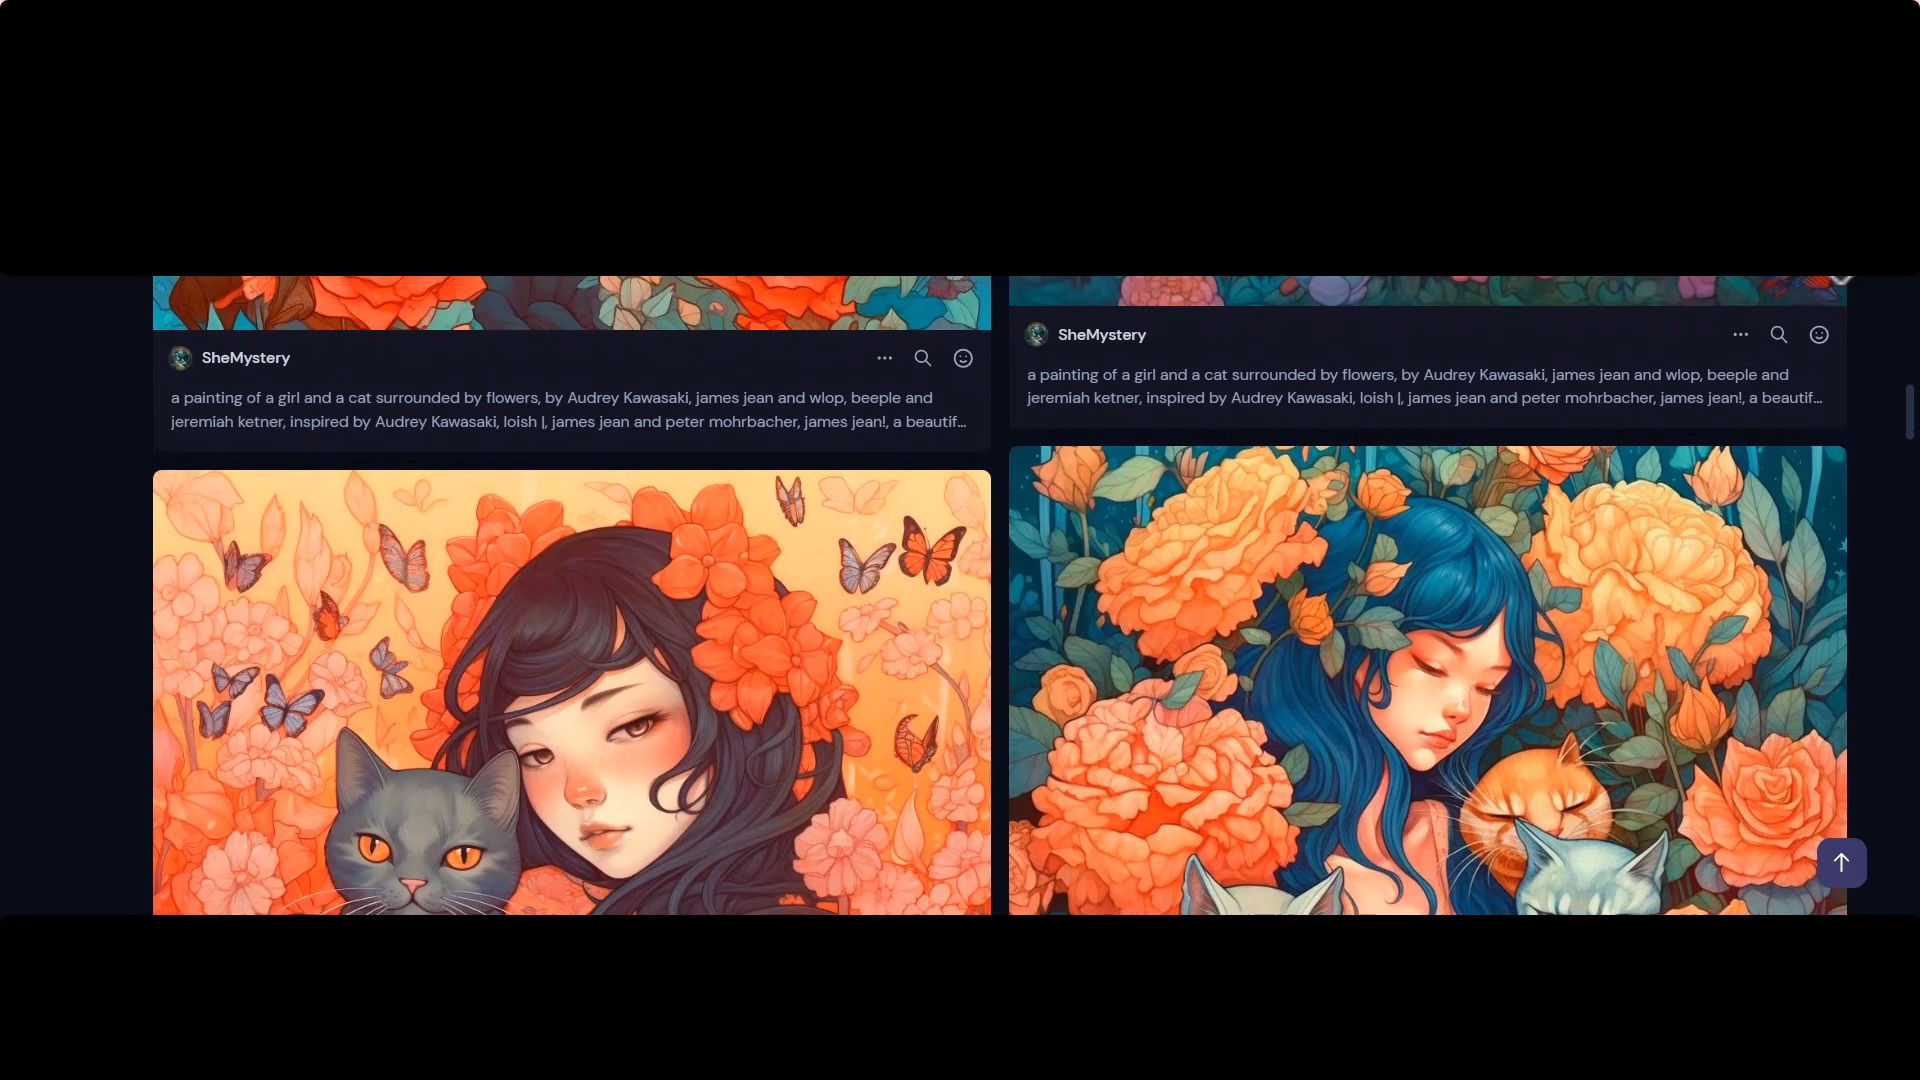 SheMystery
a painting of a girl and a cat surrounded by flowers, by Audrey Kawasaki, james jean and wlop, beeple and
jeremiah ketner, inspired by Audrey Kawasaki, loish |, james jean and peter mohrbacher, james jean!, a beautif...
SheMystery
a painting of a girl and a cat surrounded by flowers, by Audrey Kawasaki, james jean and wlop, beeple and
jeremiah ketner, inspired by Audrey Kawasaki, loish |, james jean and peter mohrbacher, james jean!, a beautif...